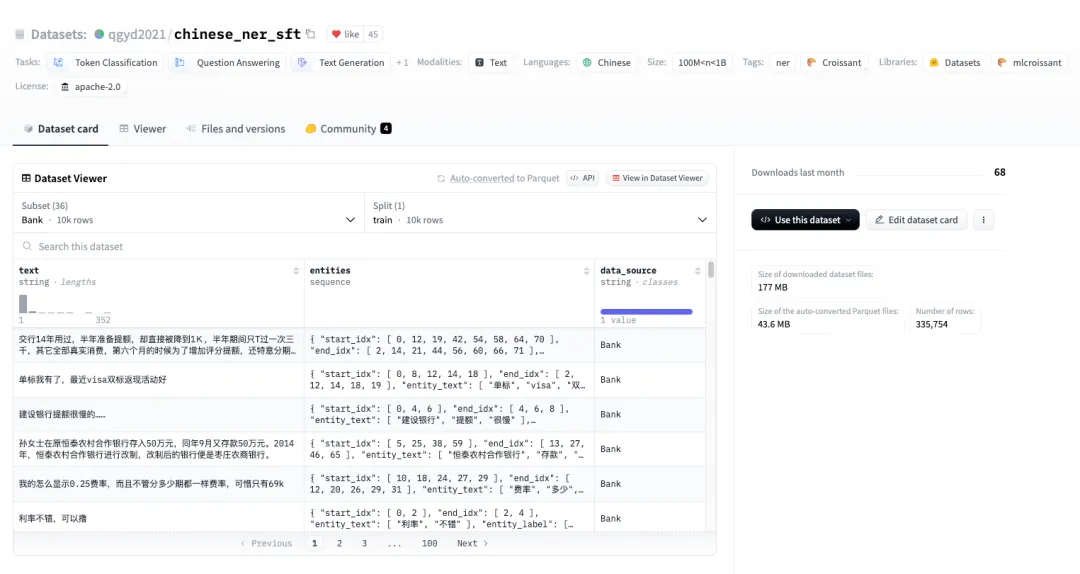 Datasets: qgyd2021/chinese_ner_sft like 45
Tasks: Token Classification Question Answering Text Generation +1 Modalities: Text Languages: Chinese Size: 100M<n<1B Tags: ner Croissant Libraries: Datasets mlcroissant
License: apache-2.0
Dataset card Viewer Files and versions Community 4
Dataset Viewer
Auto-converted to Parquet API View in Dataset Viewer
Subset (36)
Bank · 10k rows
Split (1)
train · 10k rows
Search this dataset
text
string · lengths
1 352
entities
sequence
data_source
string · classes
1 value
交行14年用过，半年准备提额，却直接被降到1K，半年期间只T过一次三
千，其它全部真实消费，第六个月的时候为了增加评分提额，还特意分期…
{ "start_idx": [ 0, 12, 19, 42, 54, 58, 64, 70 ],
"end_idx": [ 2, 14, 21, 44, 56, 60, 66, 71 ],…
Bank
单标我有了，最近visa双标返现活动好
{ "start_idx": [ 0, 8, 12, 14, 18 ], "end_idx": [ 2,
12, 14, 18, 19 ], "entity_text": [ "单标", "visa", "双…
Bank
建设银行提额很慢的……
{ "start_idx": [ 0, 4, 6 ], "end_idx": [ 4, 6, 8 ],
"entity_text": [ "建设银行", "提额", "很慢" ],…
Bank
孙女士在原恒泰农村合作银行存入50万元，同年9月又存款50万元。2014
年，恒泰农村合作银行进行改制，改制后的银行便是枣庄农商银行。
{ "start_idx": [ 5, 25, 38, 59 ], "end_idx": [ 13, 27,
46, 65 ], "entity_text": [ "恒泰农村合作银行", "存款", "…
Bank
我的怎么显示0.25费率，而且不管分多少期都一样费率，可惜只有69k
{ "start_idx": [ 10, 18, 24, 27, 29 ], "end_idx": [
12, 20, 26, 29, 31 ], "entity_text": [ "费率", "多少",…
Bank
利率不错，可以撸
{ "start_idx": [ 0, 2 ], "end_idx": [ 2, 4 ],
"entity_text": [ "利率", "不错" ], "entity_label": […
Bank
< Previous 1 2 3 ... 100 Next >
Downloads last month 68
Use this dataset Edit dataset card
Size of downloaded dataset files:
177 MB
Size of the auto-converted Parquet files:
43.6 MB
Number of rows:
335,754